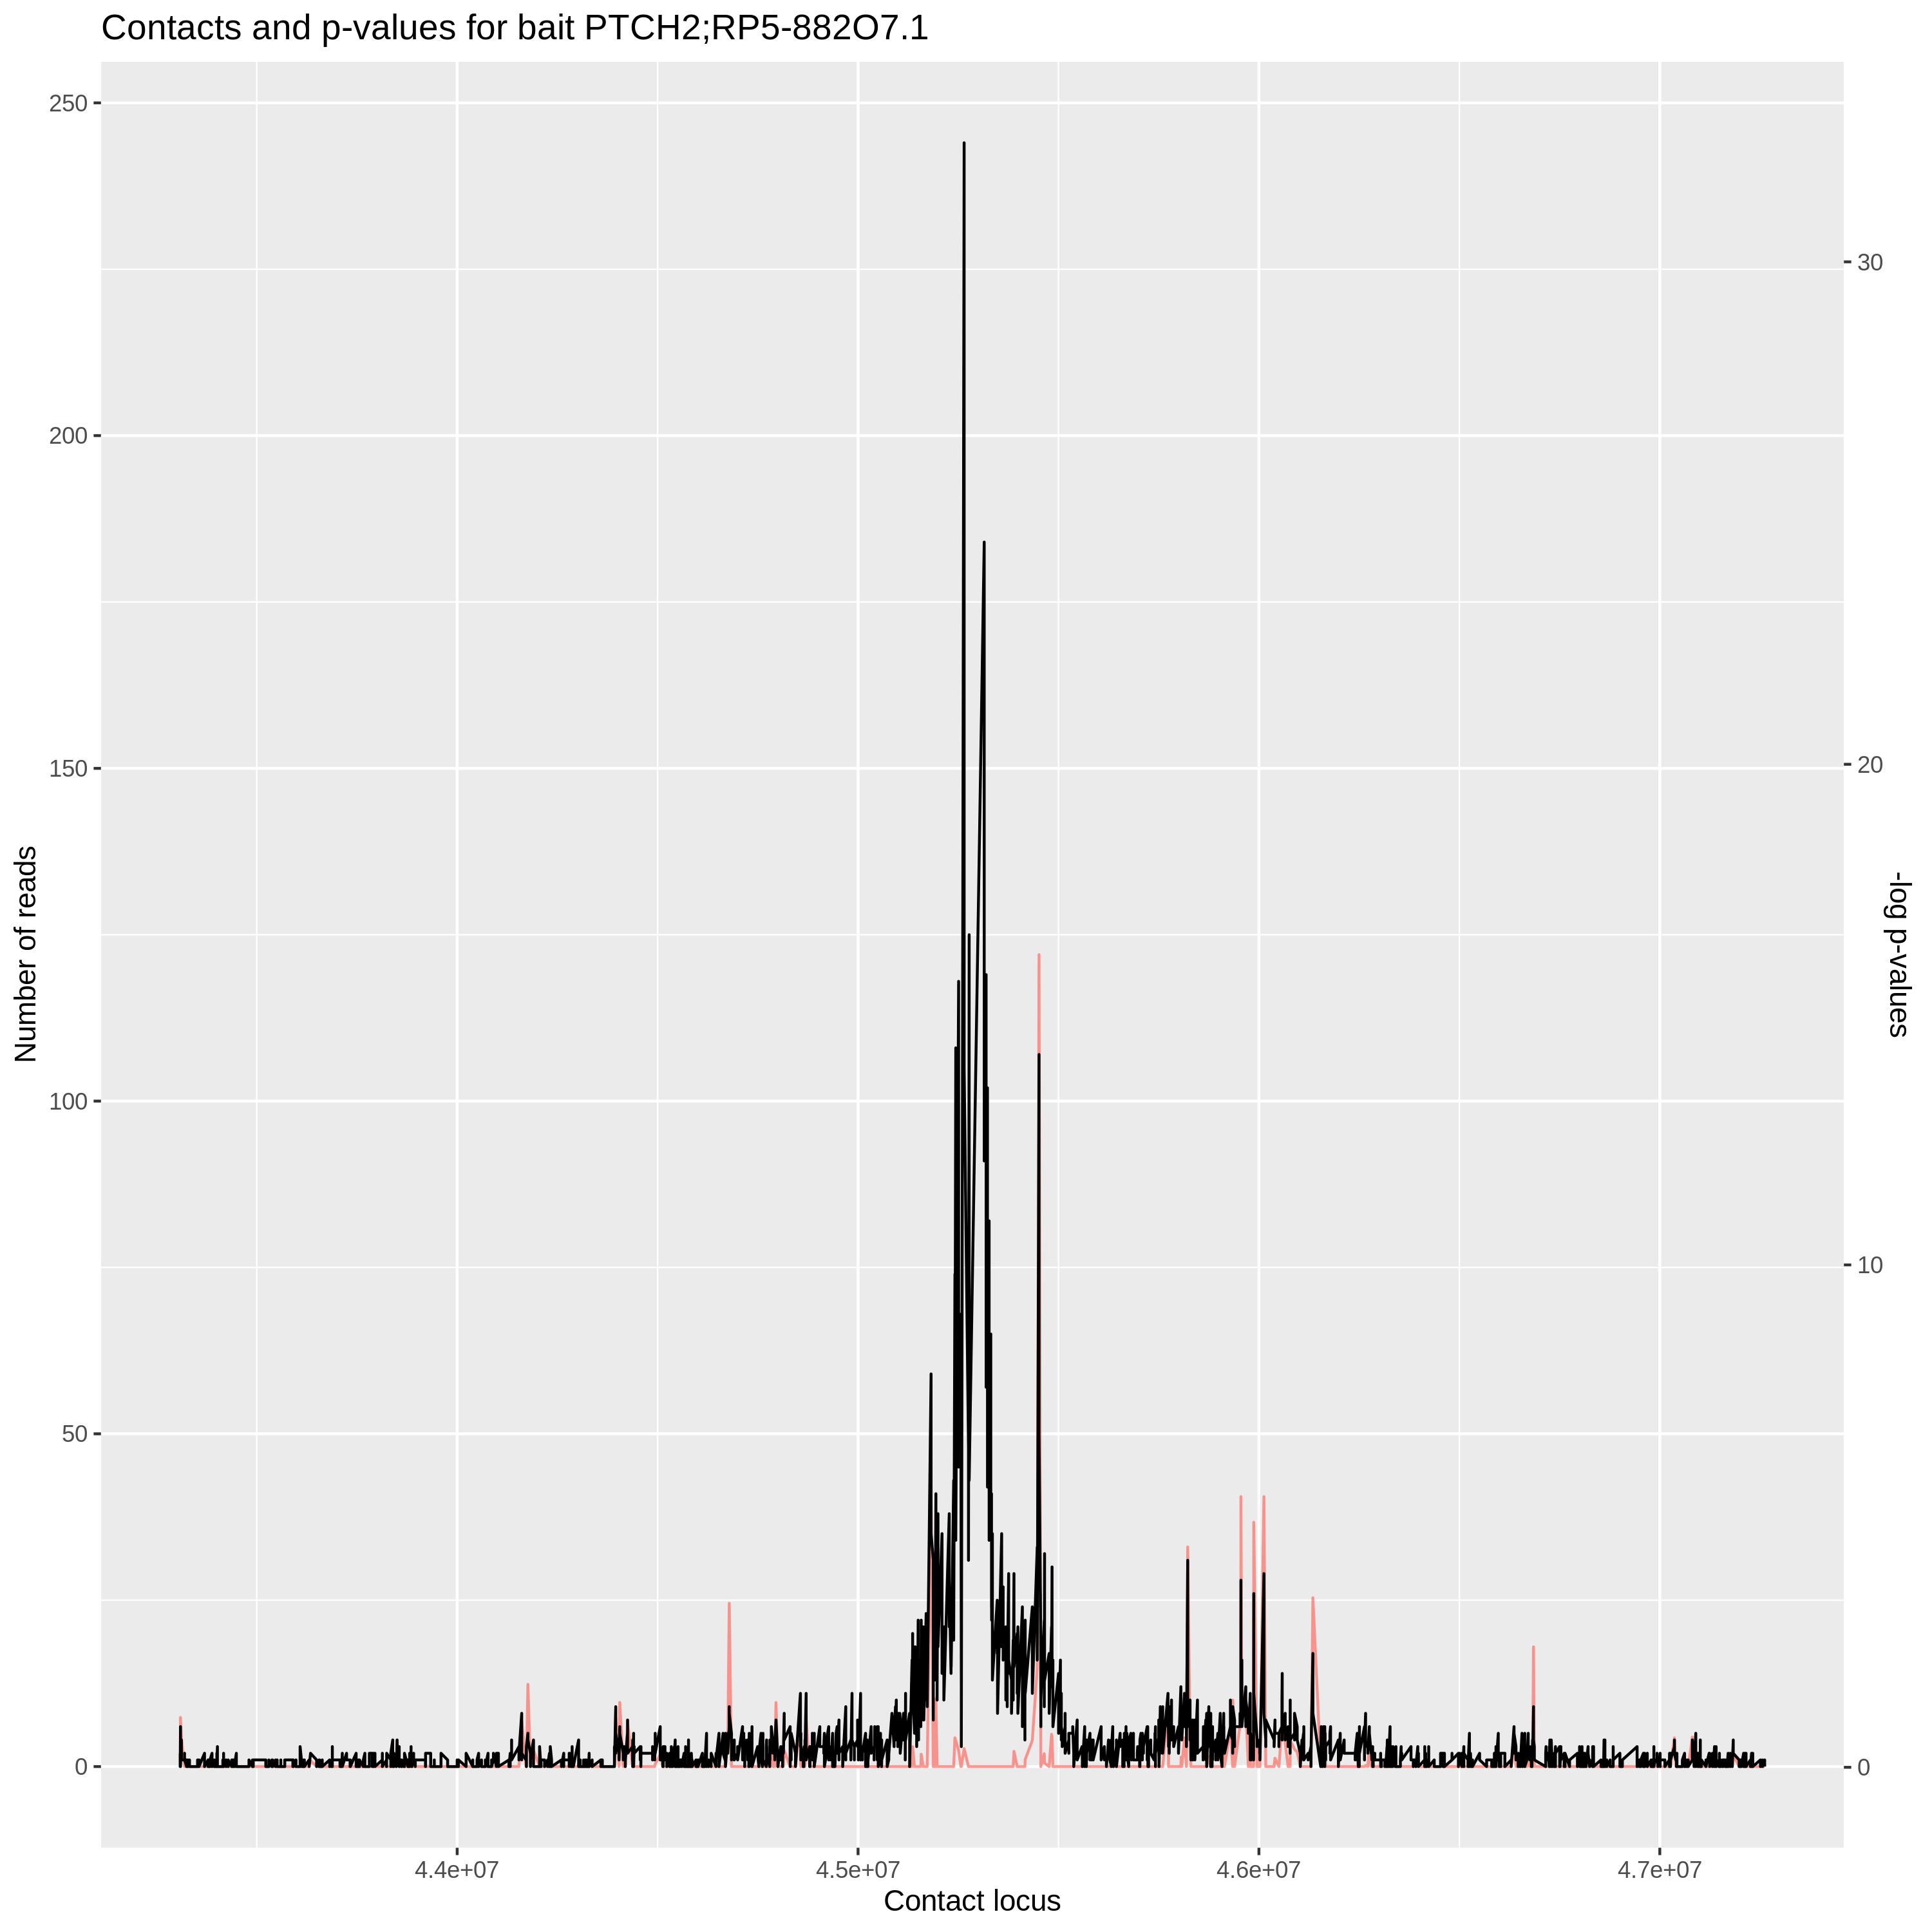 Contacts and p-values for bait PTCH2;RP5-882O7.1
250
200
150
100
50
0
Number of reads
30
20
10
0
-log p-values
4.4e+07
4.5e+07
4.6e+07
4.7e+07
Contact locus